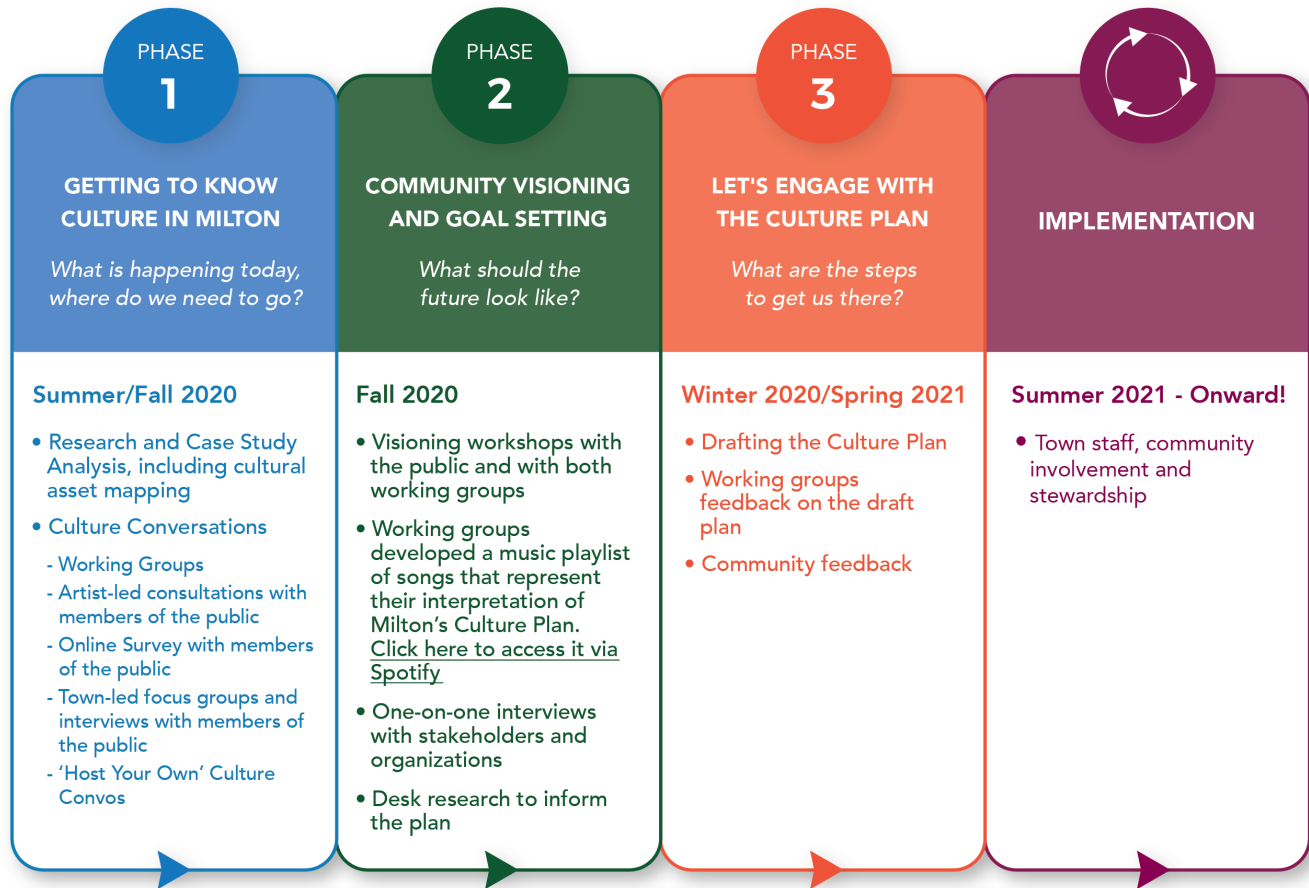 PHASE
1
GETTING TO KNOW
CULTURE IN MILTON
What is happening today,
where do we need to go?
Summer/Fall 2020
• Research and Case Study
Analysis, including cultural
asset mapping
• Culture Conversations
- Working Groups
- Artist-led consultations with
members of the public
- Online Survey with members
of the public
- Town-led focus groups and
interviews with members of
the public
- ‘Host Your Own’ Culture
Convos
PHASE
2
COMMUNITY VISIONING
AND GOAL SETTING
What should the
future look like?
Fall 2020
• Visioning workshops with
the public and with both
working groups
• Working groups
developed a music playlist
of songs that represent
their interpretation of
Milton’s Culture Plan.
Click here to access it via
Spotify
• One-on-one interviews
with stakeholders and
organizations
• Desk research to inform
the plan
PHASE
3
LET'S ENGAGE WITH
THE CULTURE PLAN
What are the steps
to get us there?
Winter 2020/Spring 2021
• Drafting the Culture Plan
• Working groups
feedback on the draft
plan
• Community feedback
IMPLEMENTATION
Summer 2021 - Onward!
• Town staff, community
involvement and
stewardship